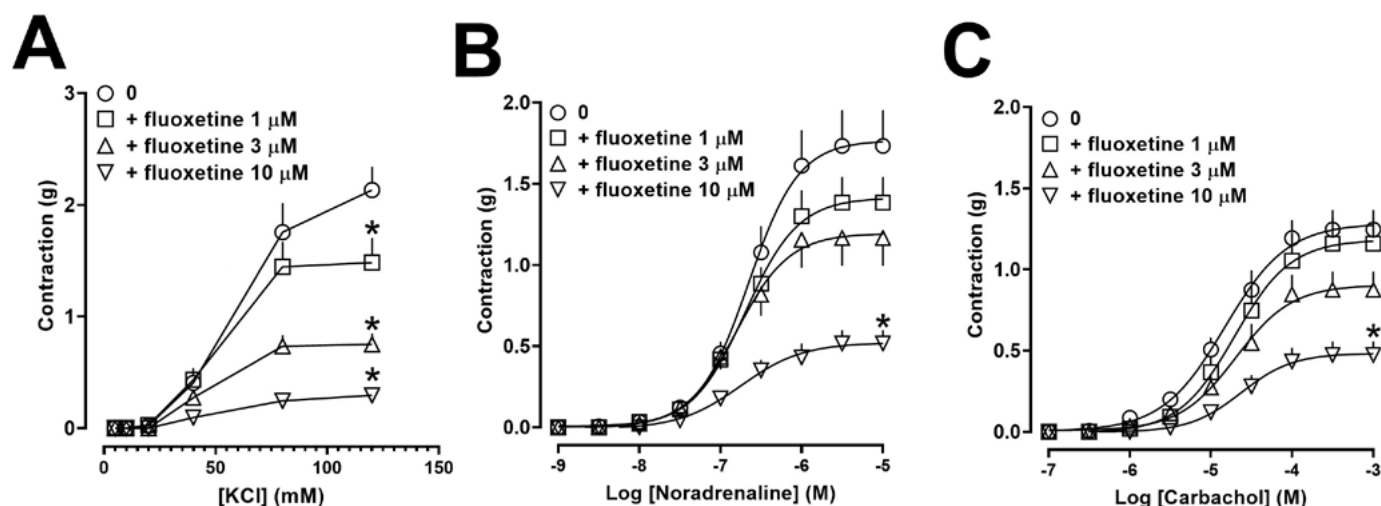 A
0
+ fluoxetine 1 μM
+ fluoxetine 3 μM
+ fluoxetine 10 μM
3
2
1
0
Contraction (g)
*
*
*
0
50
100
150
[KCl] (mM)
B
0
+ fluoxetine 1 μM
+ fluoxetine 3 μM
+ fluoxetine 10 μM
2.0
1.5
1.0
0.5
0.0
Contraction (g)
*
-9
-8
-7
-6
-5
Log [Noradrenaline] (M)
C
0
+ fluoxetine 1 μM
+ fluoxetine 3 μM
+ fluoxetine 10 μM
2.0
1.5
1.0
0.5
0.0
Contraction (g)
*
-7
-6
-5
-4
-3
Log [Carbachol] (M)